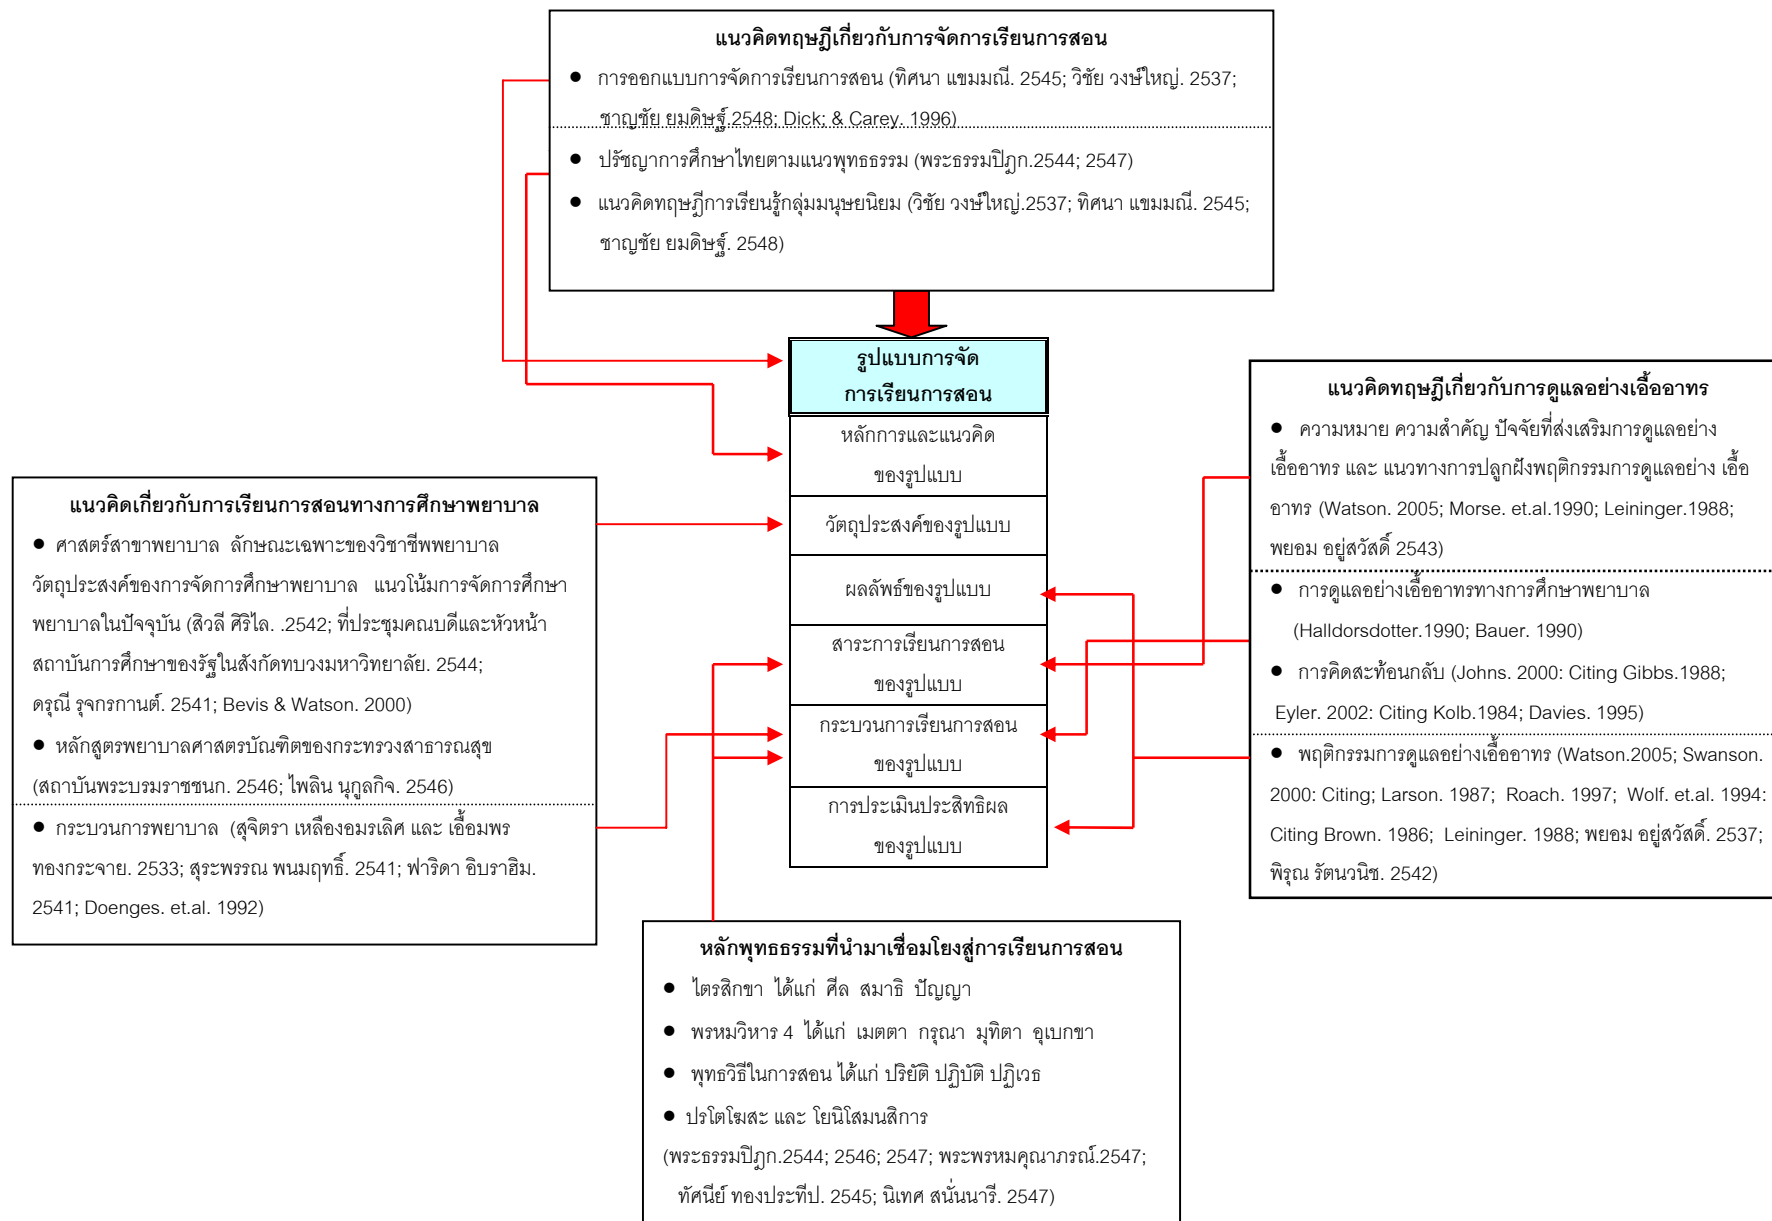 แนวคิดทฤษฎีเกี่ยวกับการจัดการเรียนการสอน
● การออกแบบการจัดการเรียนการสอน (ทิศนา แขมมณี. 2545; วิชัย วงษ์ใหญ่. 2537;
ชาญชัย ยมดิษฐ์.2548; Dick; & Carey. 1996)
● ปรัชญาการศึกษาไทยตามแนวพุทธธรรม (พระธรรมปิฎก.2544; 2547)
● แนวคิดทฤษฎีการเรียนรู้กลุ่มมนุษยนิยม (วิชัย วงษ์ใหญ่.2537; ทิศนา แขมมณี. 2545;
ชาญชัย ยมดิษฐ์. 2548)
รูปแบบการจัด
การเรียนการสอน
หลักการและแนวคิด
ของรูปแบบ
วัตถุประสงค์ของรูปแบบ
ผลลัพธ์ของรูปแบบ
สาระการเรียนการสอน
ของรูปแบบ
กระบวนการเรียนการสอน
ของรูปแบบ
การประเมินประสิทธิผล
ของรูปแบบ
แนวคิดเกี่ยวกับการเรียนการสอนทางการศึกษาพยาบาล
● ศาสตร์สาขาพยาบาล ลักษณะเฉพาะของวิชาชีพพยาบาล
วัตถุประสงค์ของการจัดการศึกษาพยาบาล แนวโน้มการจัดการศึกษา
พยาบาลในปัจจุบัน (สิวลี ศิริไล. .2542; ที่ประชุมคณบดีและหัวหน้า
สถาบันการศึกษาของรัฐในสังกัดทบวงมหาวิทยาลัย. 2544;
ดรุณี รุจกรกานต์. 2541; Bevis & Watson. 2000)
● หลักสูตรพยาบาลศาสตรบัณฑิตของกระทรวงสาธารณสุข
(สถาบันพระบรมราชชนก. 2546; ไพลิน นุกูลกิจ. 2546)
● กระบวนการพยาบาล (สุจิตรา เหลืองอมรเลิศ และ เอื้อมพร
ทองกระจาย. 2533; สุระพรรณ พนมฤทธิ์. 2541; ฟาริดา อิบราฮิม.
2541; Doenges. et.al. 1992)
แนวคิดทฤษฎีเกี่ยวกับการดูแลอย่างเอื้ออาทร
● ความหมาย ความสำคัญ ปัจจัยที่ส่งเสริมการดูแลอย่าง
เอื้ออาทร และ แนวทางการปลูกฝังพฤติกรรมการดูแลอย่าง เอื้อ
อาทร (Watson. 2005; Morse. et.al.1990; Leininger.1988;
พยอม อยู่สวัสดิ์ 2543)
● การดูแลอย่างเอื้ออาทรทางการศึกษาพยาบาล
(Halldorsdotter.1990; Bauer. 1990)
● การคิดสะท้อนกลับ (Johns. 2000: Citing Gibbs.1988;
Eyler. 2002: Citing Kolb.1984; Davies. 1995)
● พฤติกรรมการดูแลอย่างเอื้ออาทร (Watson.2005; Swanson.
2000: Citing; Larson. 1987; Roach. 1997; Wolf. et.al. 1994:
Citing Brown. 1986; Leininger. 1988; พยอม อยู่สวัสดิ์. 2537;
พิรุณ รัตนวนิช. 2542)
หลักพุทธธรรมที่นำมาเชื่อมโยงสู่การเรียนการสอน
● ไตรสิกขา ได้แก่ ศีล สมาธิ ปัญญา
● พรหมวิหาร 4 ได้แก่ เมตตา กรุณา มุทิตา อุเบกขา
● พุทธวิธีในการสอน ได้แก่ ปริยัติ ปฏิบัติ ปฏิเวธ
● ปรโตโฆสะ และ โยนิโสมนสิการ
(พระธรรมปิฎก.2544; 2546; 2547; พระพรหมคุณาภรณ์.2547;
ทัศนีย์ ทองประทีป. 2545; นิเทศ สนั่นนารี. 2547)